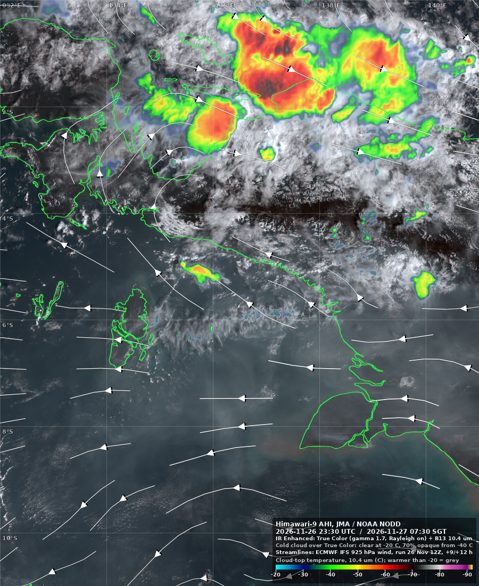 138°E
140°E
4°S
6°S
8°S
10°S
Himawari-9 AHI, JMA / NOAA NODD
2026-11-26 23:30 UTC / 2026-11-27 07:30 SGT
IR Enhanced: True Color (gamma 1.7, Rayleigh on) + B13 10.4 um
Cold cloud over True Color: clear at -20 C, 70% opaque from -40 C
Streamlines: ECMWF IFS 925 hPa wind, run 26 Nov-12Z, +9/+12 h
Cloud-top temperature, 10.4 um (C); warmer than -20 = grey
-20 -30 -40 -50 -60 -70 -80 -90